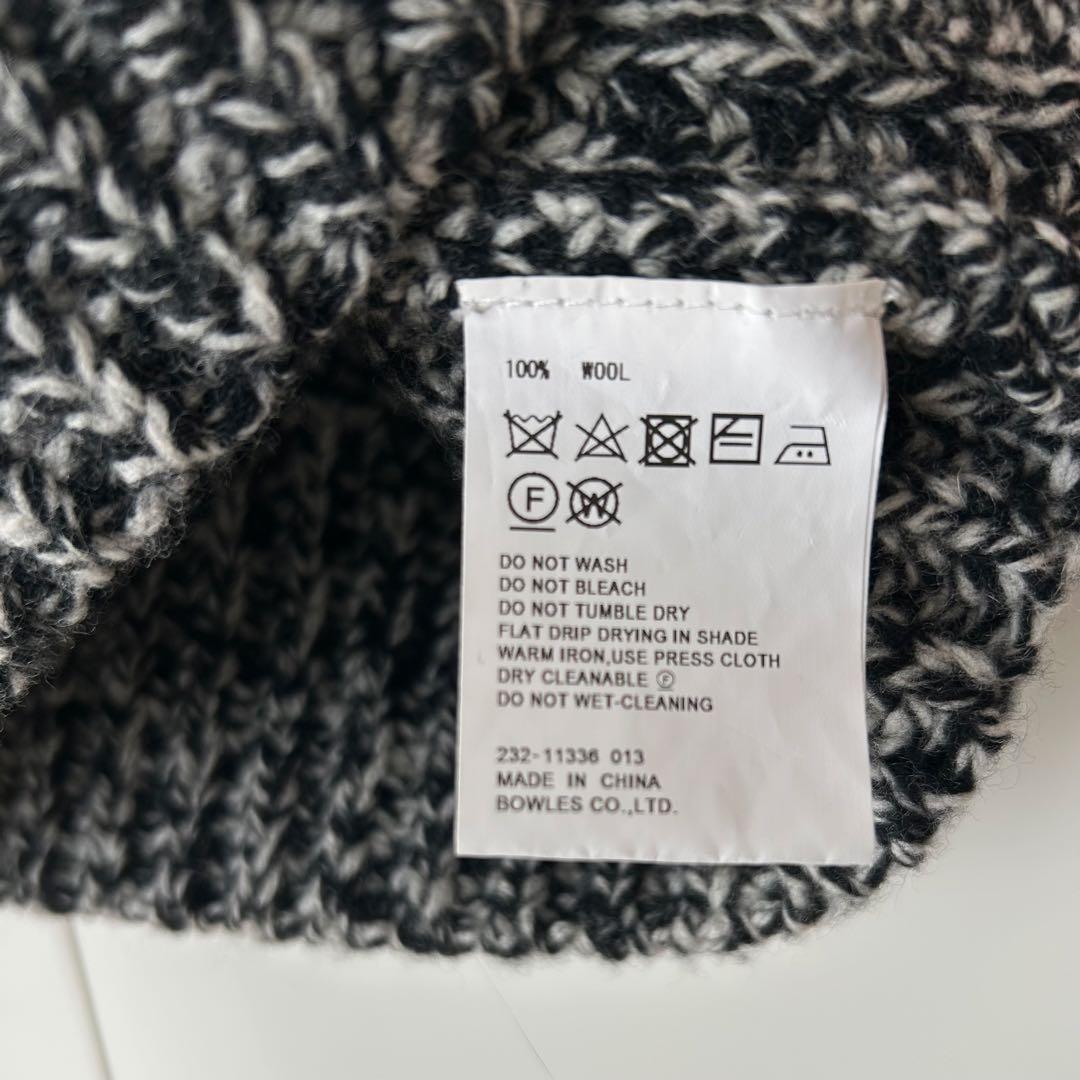 100% WOOL
F W
DO NOT WASH
DO NOT BLEACH
DO NOT TUMBLE DRY
FLAT DRIP DRYING IN SHADE
WARM IRON,USE PRESS CLOTH
DRY CLEANABLE Ⓕ
DO NOT WET-CLEANING
232-11336 013
MADE IN CHINA
BOWLES CO.,LTD.